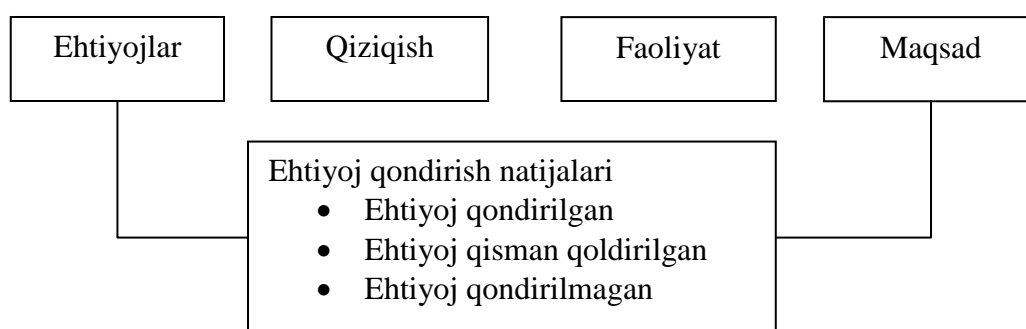 Ehtiyojlar
Qiziqish
Faoliyat
Maqsad
Ehtiyoj qondirish natijalari
• Ehtiyoj qondirilgan
• Ehtiyoj qisman qoldirilgan
• Ehtiyoj qondirilmagan